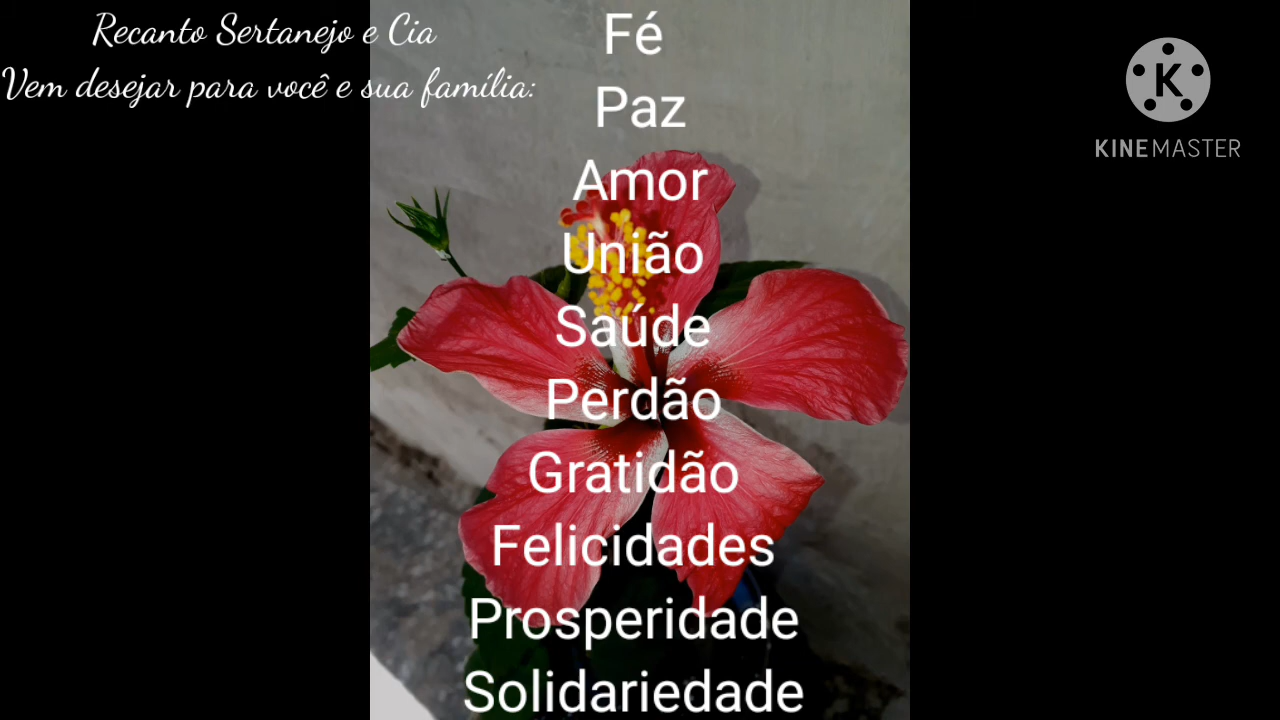 Recanto Sertanejo e Cia
Vem desejar para você e sua família:
Fé
Paz
Amor
União
Saúde
Perdão
Gratidão
Felicidades
Prosperidade
Solidariedade
K
KINEMASTER